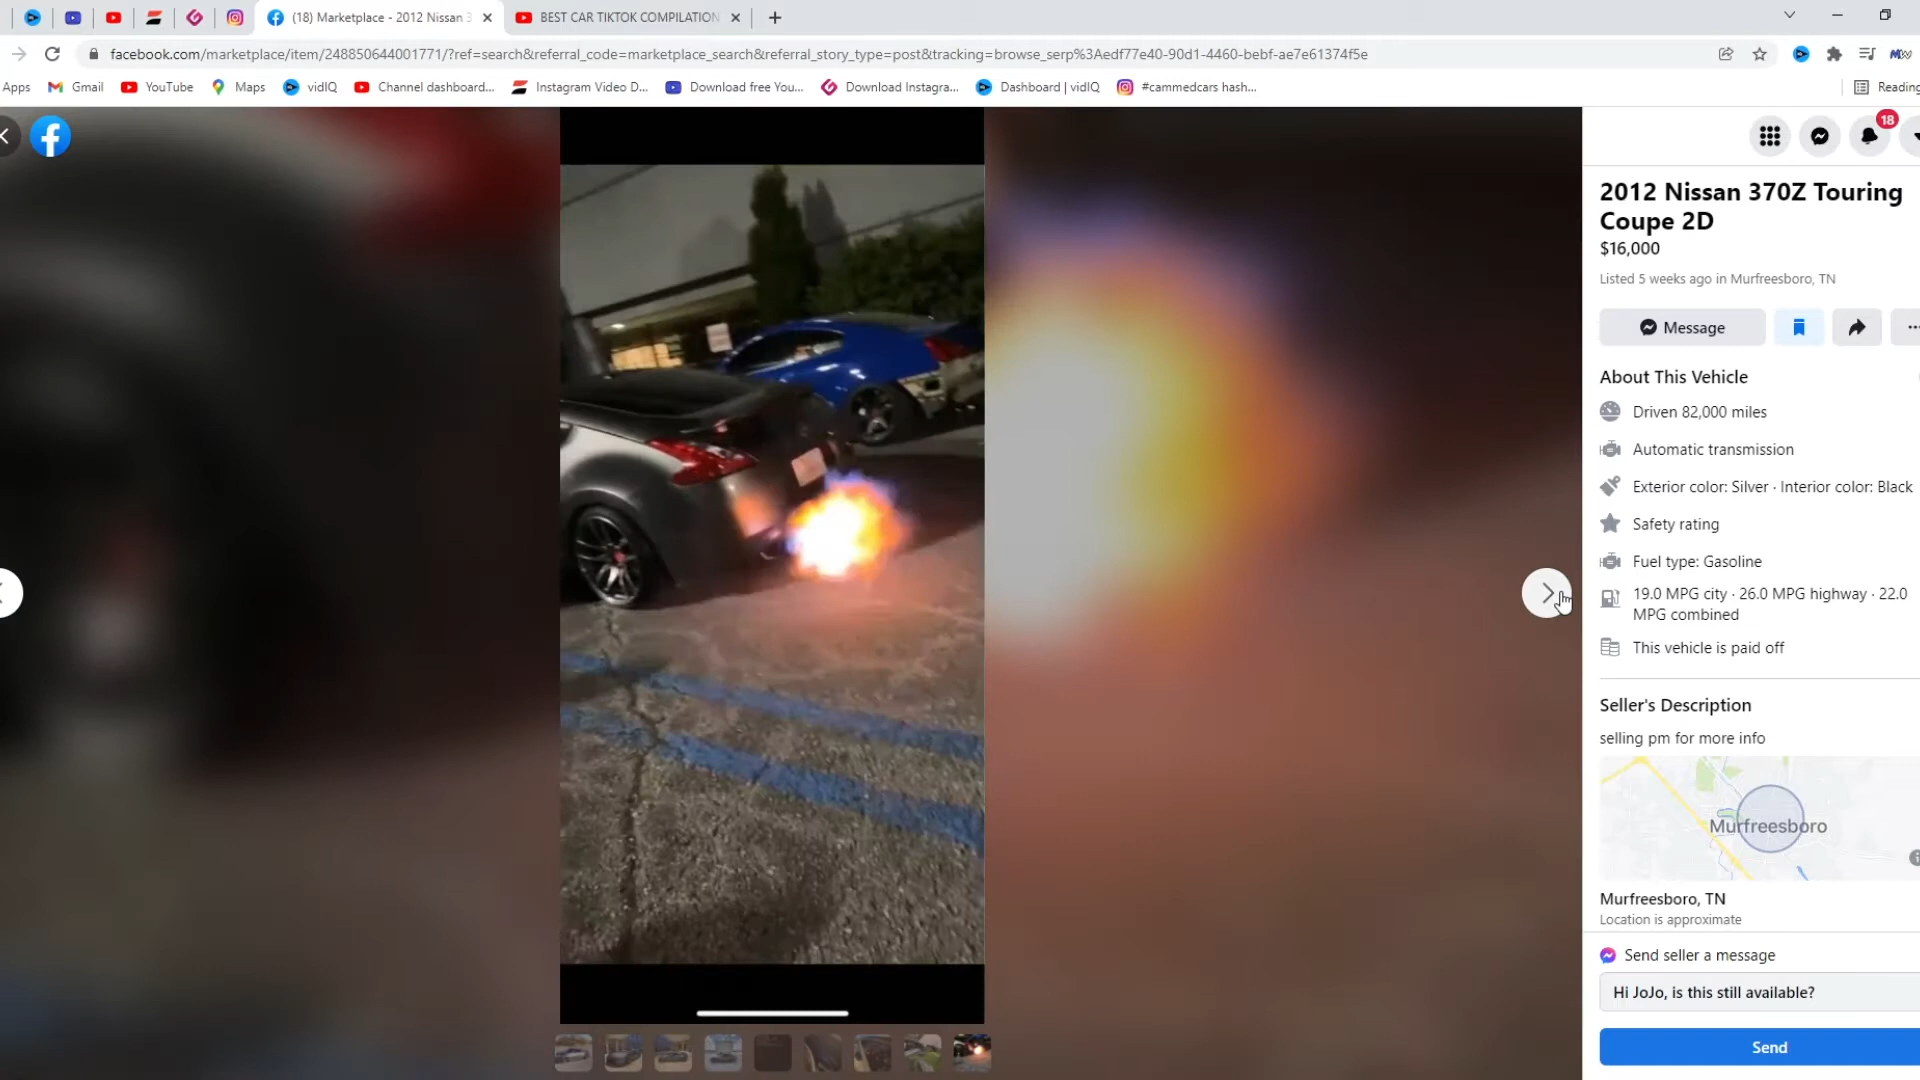 (18) Marketplace - 2012 Nissan 3
BEST CAR TIKTOK COMPILATION
facebook.com/marketplace/item/248850644001771/?ref=search&referral_code=marketplace_search&referral_story_type=post&tracking=browse_serp%3Aedf77e40-90d1-4460-bebf-ae7e61374f5e
Apps
Gmail
YouTube
Maps
vidIQ
Channel dashboard...
Instagram Video D...
Download free You...
Download Instagra...
Dashboard | vidIQ
#cammedcars hash...
Reading
18
2012 Nissan 370Z Touring
Coupe 2D
$16,000
Listed 5 weeks ago in Murfreesboro, TN
Message
About This Vehicle
Driven 82,000 miles
Automatic transmission
Exterior color: Silver · Interior color: Black
Safety rating
Fuel type: Gasoline
19.0 MPG city · 26.0 MPG highway · 22.0
MPG combined
This vehicle is paid off
Seller's Description
selling pm for more info
Murfreesboro
Murfreesboro, TN
Location is approximate
Send seller a message
Hi JoJo, is this still available?
Send